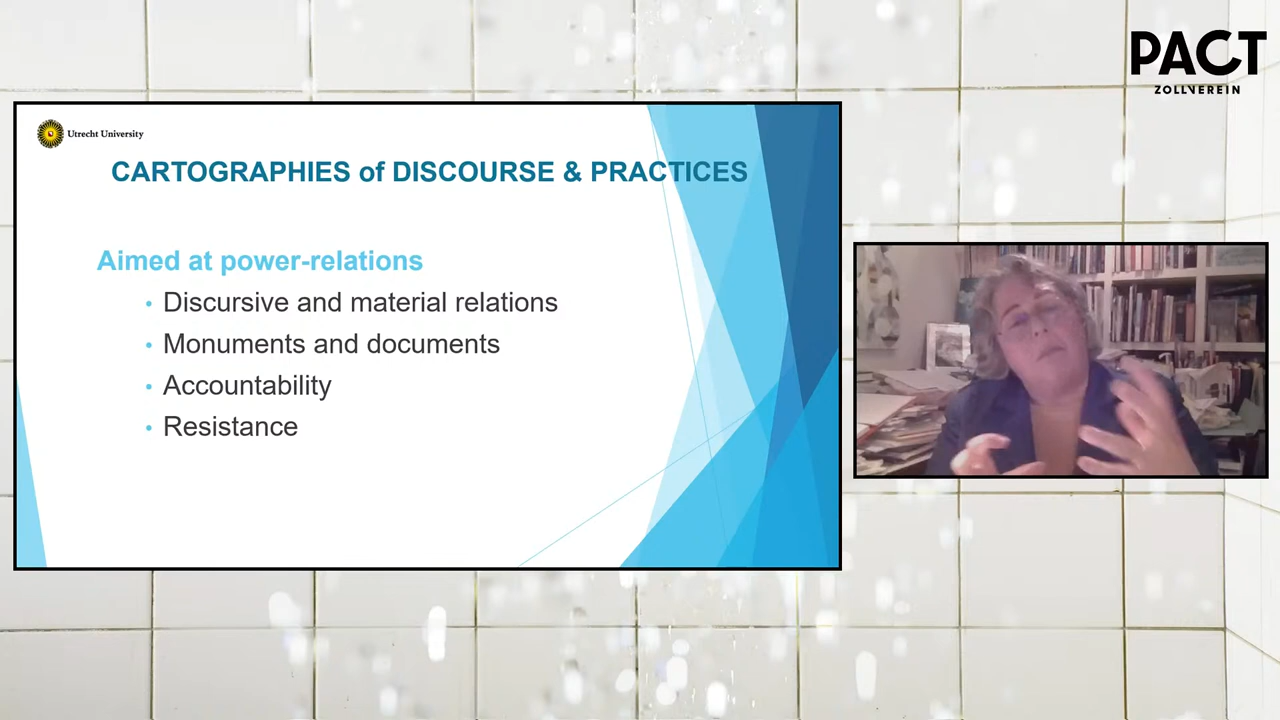 PACT
ZOLLVEREIN
Utrecht University
CARTOGRAPHIES of DISCOURSE & PRACTICES
Aimed at power-relations
• Discursive and material relations
• Monuments and documents
• Accountability
• Resistance